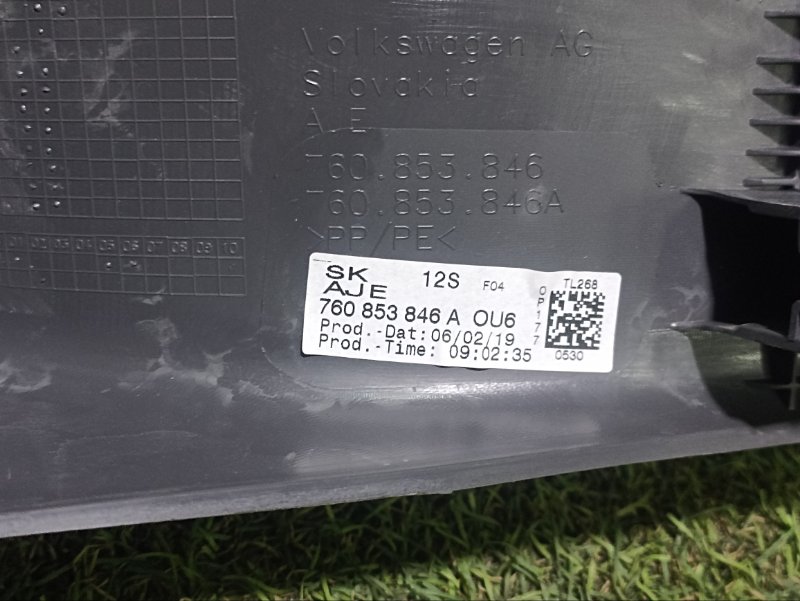 Volkswagen AG
Slovakia
AJE
760.853.846
760.853.846A
>PP/PE<
01 02 03 04 05 06 07 08 09 10
SK
AJE
12S F04
760 853 846 A OU6
Prod.-Dat:06/02/19
Prod.-Time: 09:02:35
TL268
0P177
0530